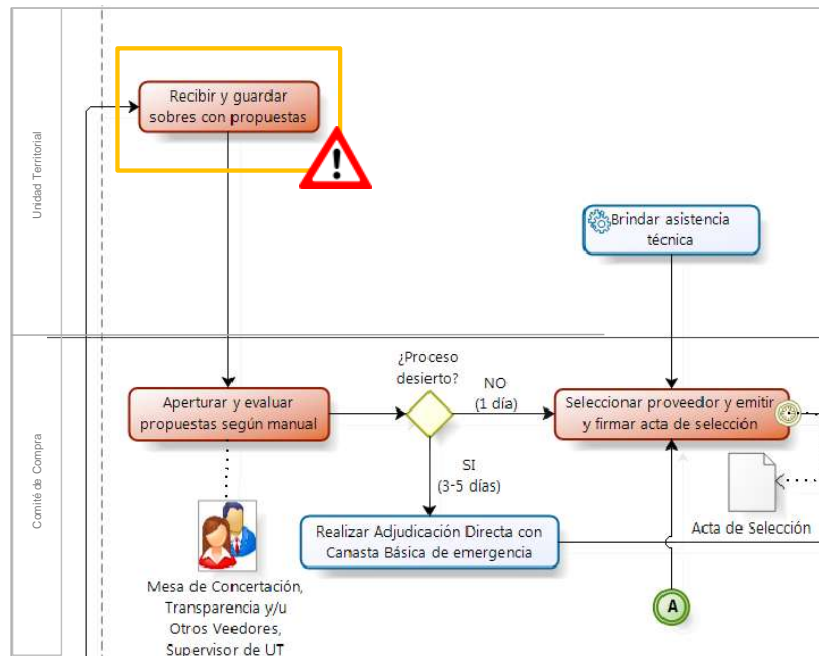 Unidad Territorial
Recibir y guardar
sobres con propuestas
!
Brindar asistencia
técnica
Comité de Compra
Aperturar y evaluar
propuestas según manual
¿Proceso
desierto?
NO
(1 día)
Seleccionar proveedor y emitir
y firmar acta de selección
SI
(3-5 días)
Realizar Adjudicación Directa con
Canasta Básica de emergencia
Acta de Selección
Mesa de Concertación,
Transparencia y/u
Otros Veedores,
Supervisor de UT
A